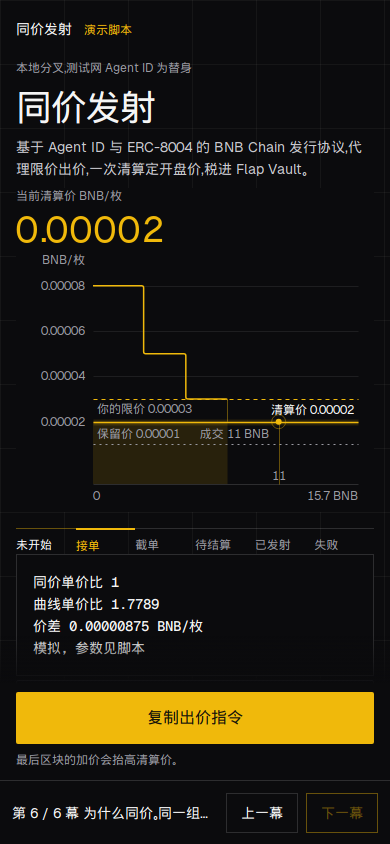 同价发射 演示脚本
本地分叉,测试网 Agent ID 为替身
同价发射
基于 Agent ID 与 ERC-8004 的 BNB Chain 发行协议,代
理限价出价,一次清算定开盘价,税进 Flap Vault。
当前清算价 BNB/枚
0.00002
BNB/枚
0.00008
0.00006
0.00004
你的限价 0.00003
清算价 0.00002
0.00002
保留价 0.00001
成交 11 BNB
11
0
15.7 BNB
未开始 接单 截单 待结算 已发射 失败
同价单价比 1
曲线单价比 1.7789
价差 0.00000875 BNB/枚
模拟, 参数见脚本
复制出价指令
最后区块的加价会抬高清算价。
第 6 / 6 幕 为什么同价。同一组… 上一幕 下一幕